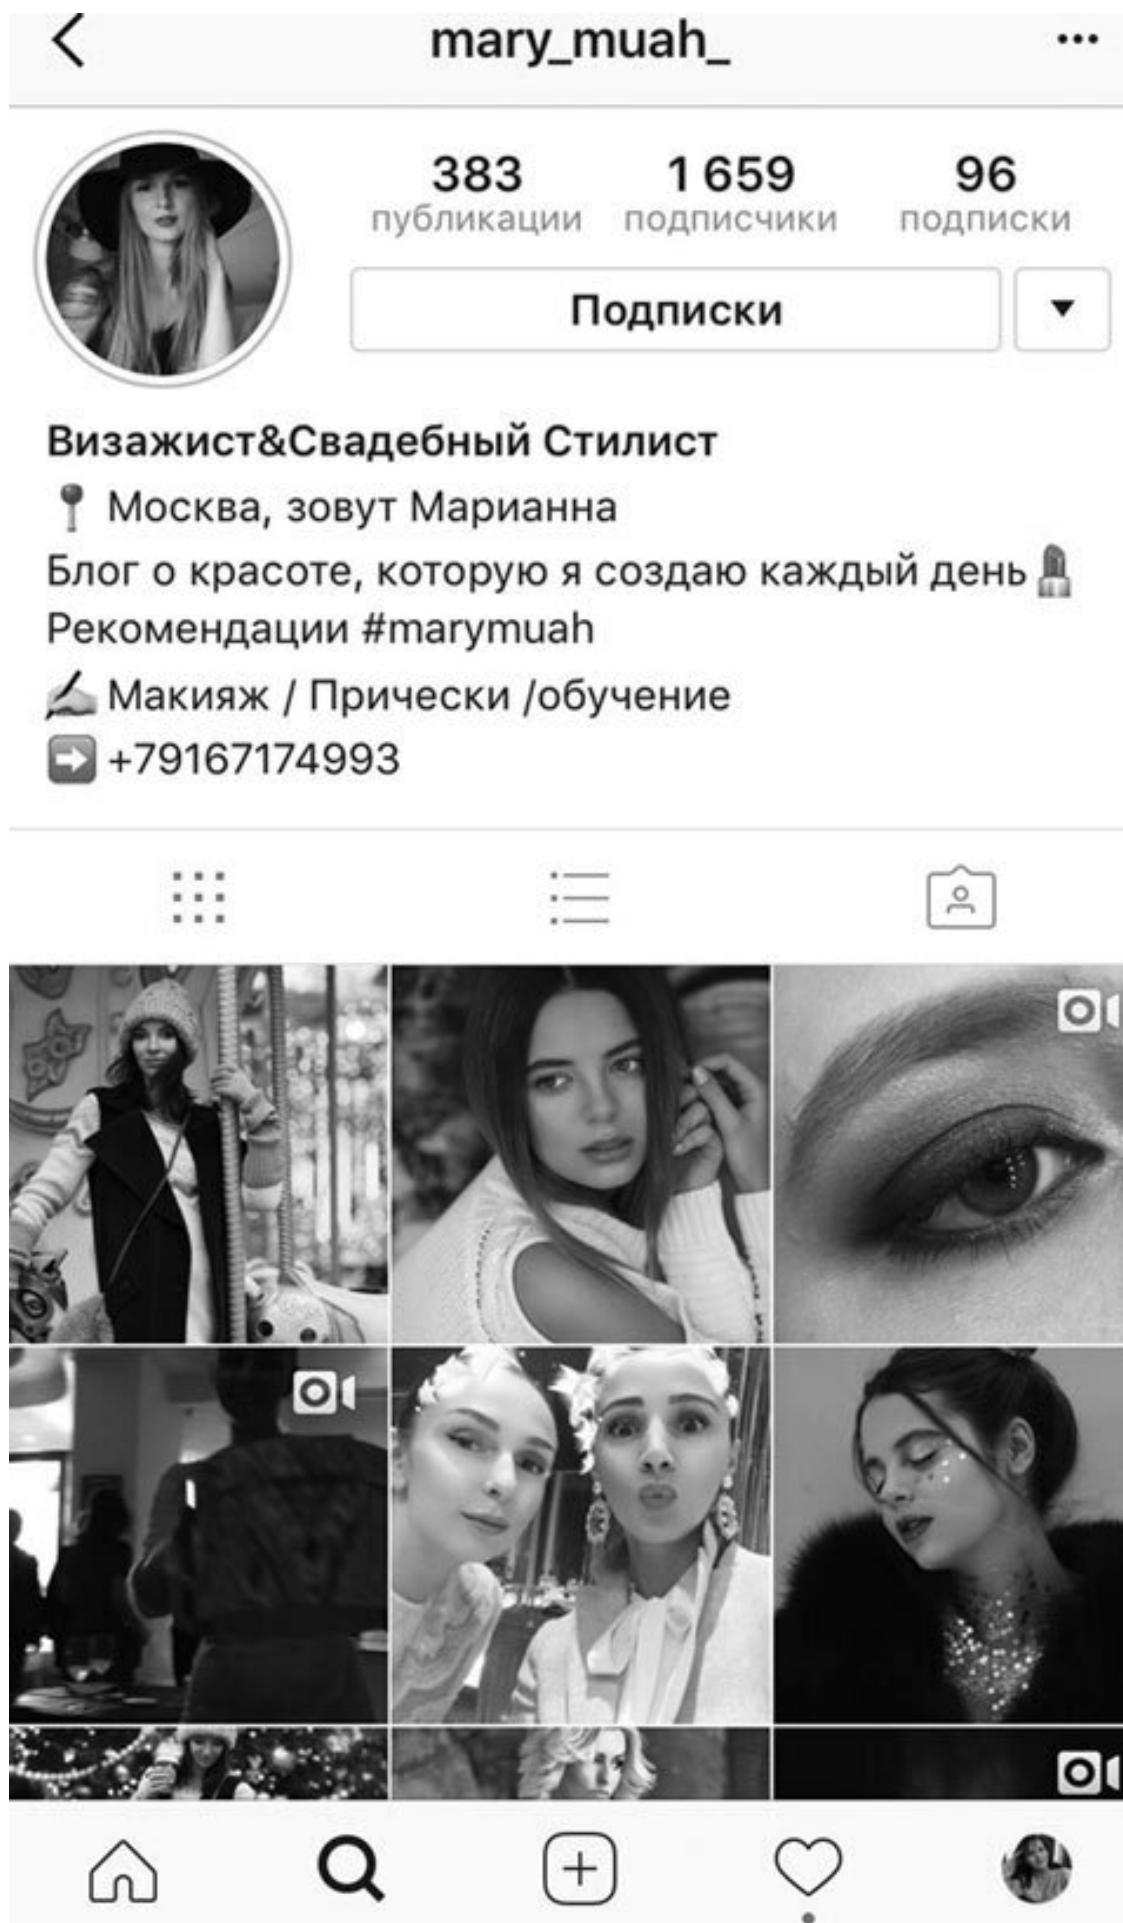 mary_muah_
383 1 659 96
публикации подписчики подписки
Подписки
Визажист&Свадебный Стилист
Москва, зовут Марианна
Блог о красоте, которую я создаю каждый день
Рекомендации #marymuah
Макияж / Прически /обучение
+79167174993